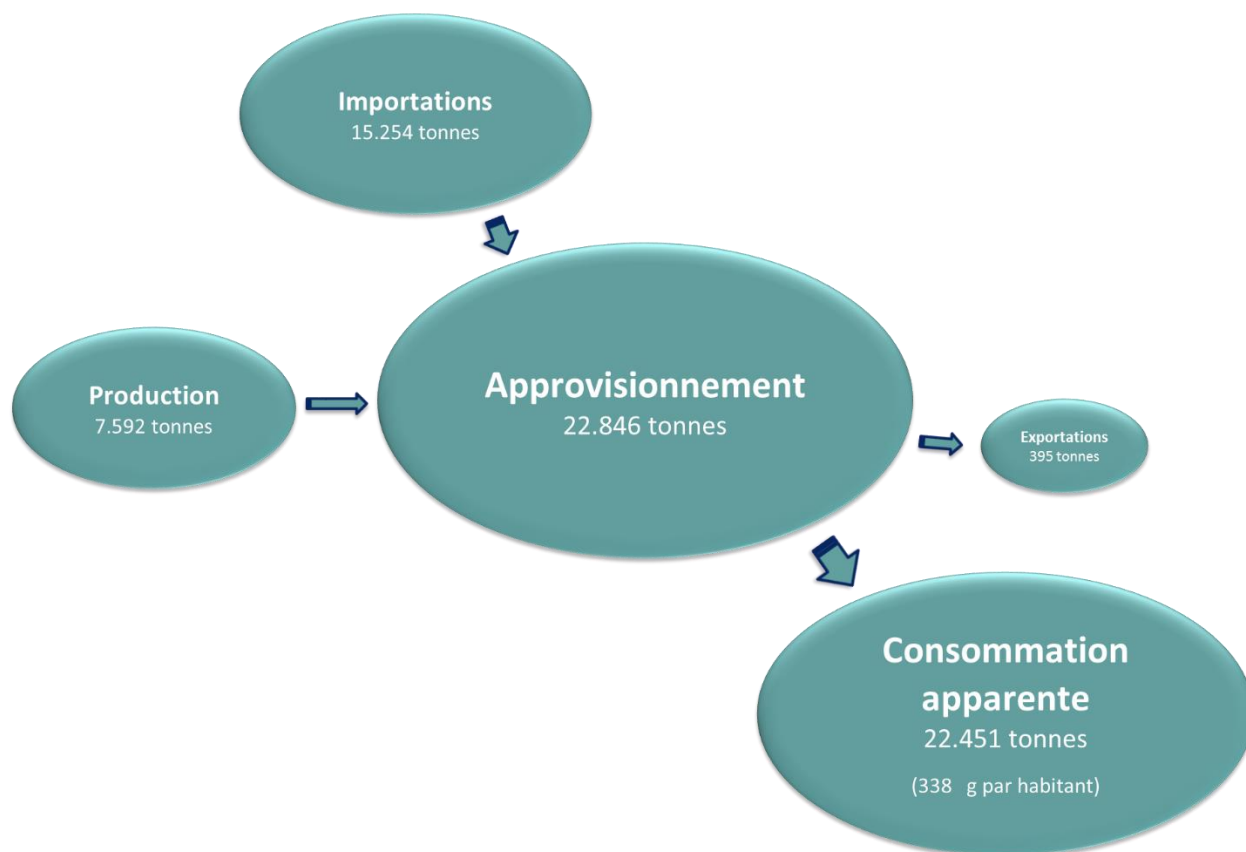 Importations
15.254 tonnes
Production
7.592 tonnes
Approvisionnement
22.846 tonnes
Exportations
395 tonnes
Consommation
apparente
22.451 tonnes
(338 g par habitant)